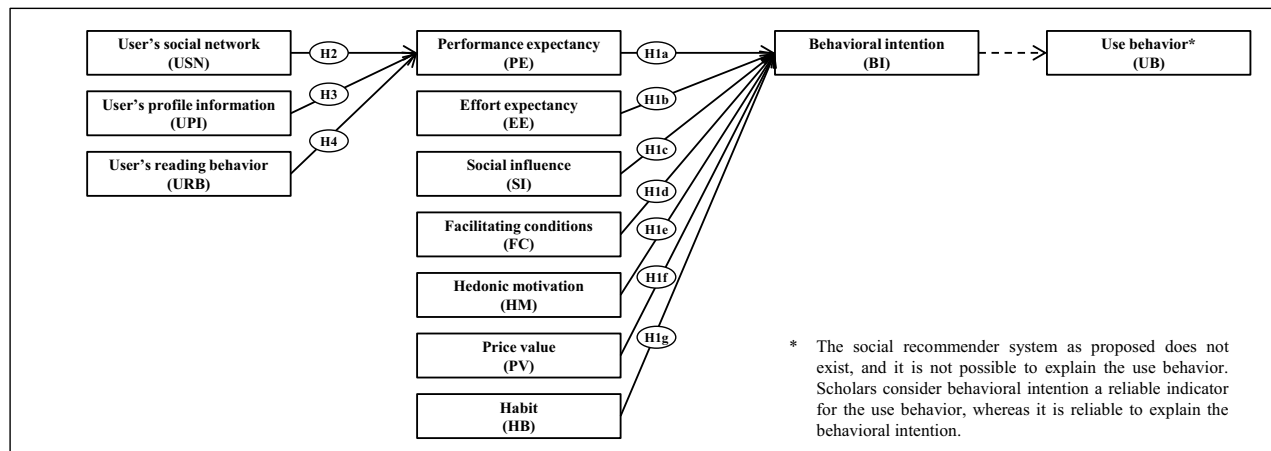 User's social network
(USN)
H2
Performance expectancy
(PE)
H1a
Behavioral intention
(BI)
Use behavior*
(UB)
User's profile information
(UPI)
H3
Effort expectancy
(EE)
H1b
User's reading behavior
(URB)
H4
Social influence
(SI)
H1c
Facilitating conditions
(FC)
H1d
Hedonic motivation
(HM)
H1e
Price value
(PV)
H1f
Habit
(HB)
H1g
* The social recommender system as proposed does not
exist, and it is not possible to explain the use behavior.
Scholars consider behavioral intention a reliable indicator
for the use behavior, whereas it is reliable to explain the
behavioral intention.